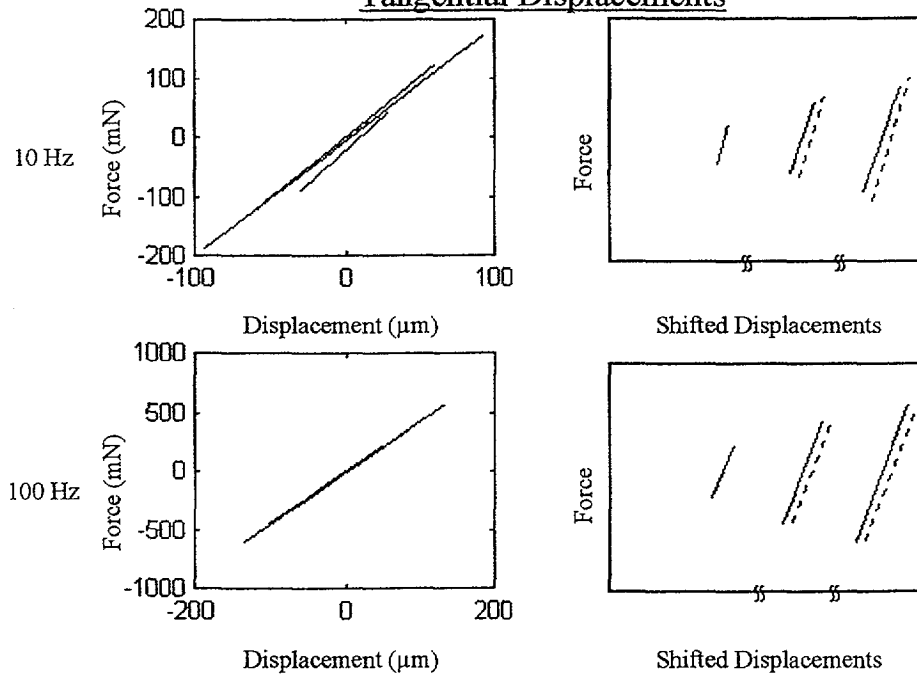 Tangential Displacements
10 Hz
Force (mN)
200
100
0
-100
-200
-100
0
100
Displacement (µm)
Force
Shifted Displacements
100 Hz
Force (mN)
1000
500
0
-500
-1000
-200
0
200
Displacement (µm)
Force
Shifted Displacements